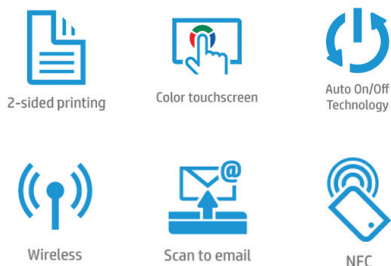 2-sided printing
Color touchscreen
Auto On/Off
Technology
Wireless
Scan to email
@
NFC